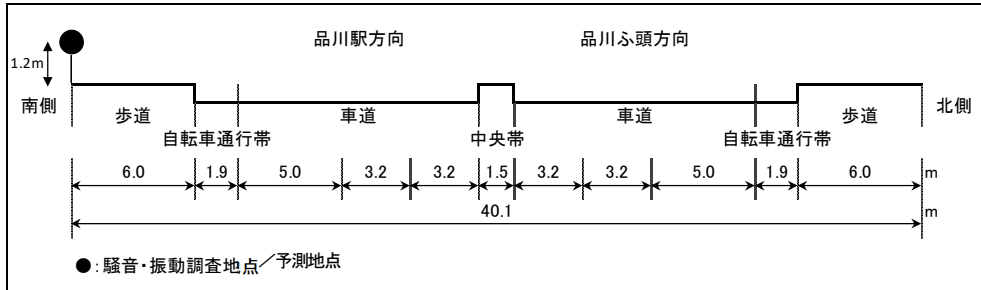 品川駅方向 品川ふ頭方向
1.2m
南側 北側
歩道 車道 車道 歩道
自転車通行帯 中央帯 自転車通行帯
6.0 1.9 5.0 3.2 3.2 1.5 3.2 3.2 5.0 1.9 6.0 m
40.1 m
●:騒音・振動調査地点/予測地点